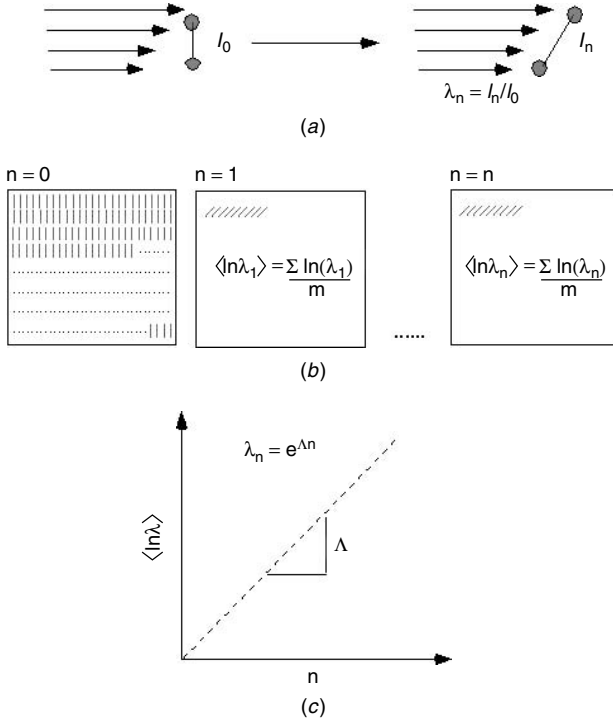 l₀
lₙ
λₙ = lₙ/l₀
(a)
n = 0
n = 1
n = n
⟨lnλ₁⟩ = Σ ln(λ₁)
m
⟨lnλₙ⟩ = Σ ln(λₙ)
m
......
(b)
λₙ = e^Λn
⟨lnλ⟩
Λ
n
(c)